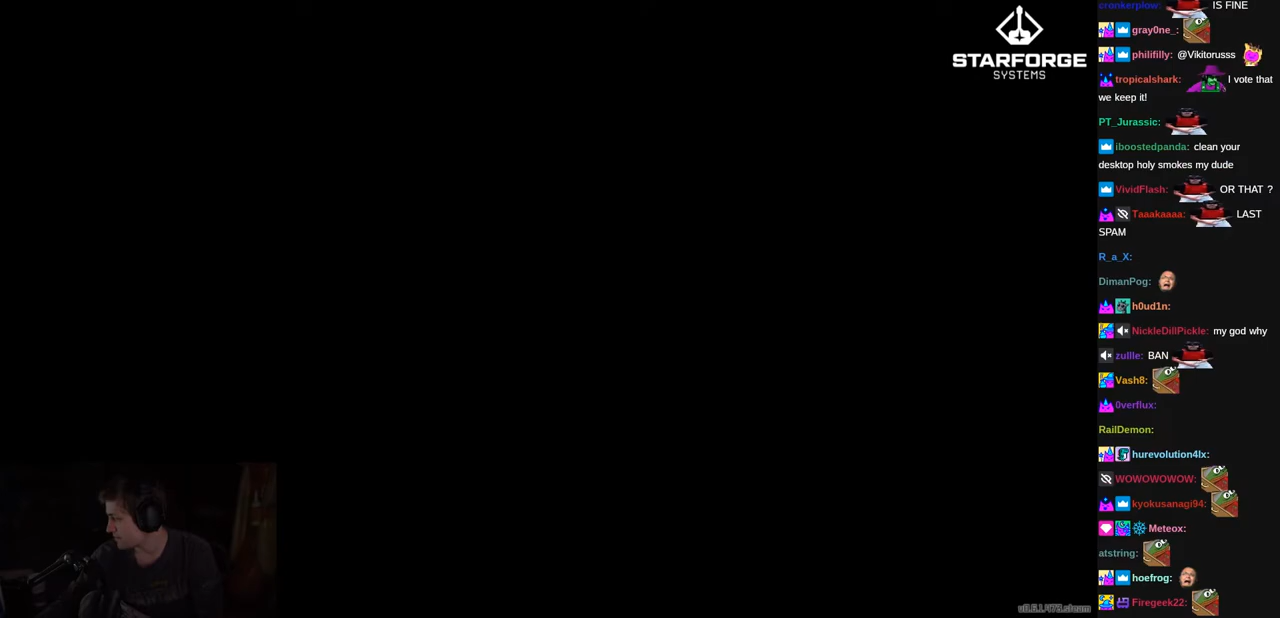 STARFORGE
SYSTEMS
cronkerplow: IS FINE
gray0ne_:
philifilly: @Vikitorusss
tropicalshark: I vote that
we keep it!
PT_Jurassic:
iboostedpanda: clean your
desktop holy smokes my dude
VividFlash: OR THAT ?
Taaakaaaa: LAST
SPAM
R_a_X:
DimanPog:
h0ud1n:
NickleDillPickle: my god why
zullle: BAN
Vash8:
0verflux:
RailDemon:
hurevolution4lx:
WOWOWOWOW:
kyokusanagi94:
Meteox:
atstring:
hoefrog:
Firegeek22: